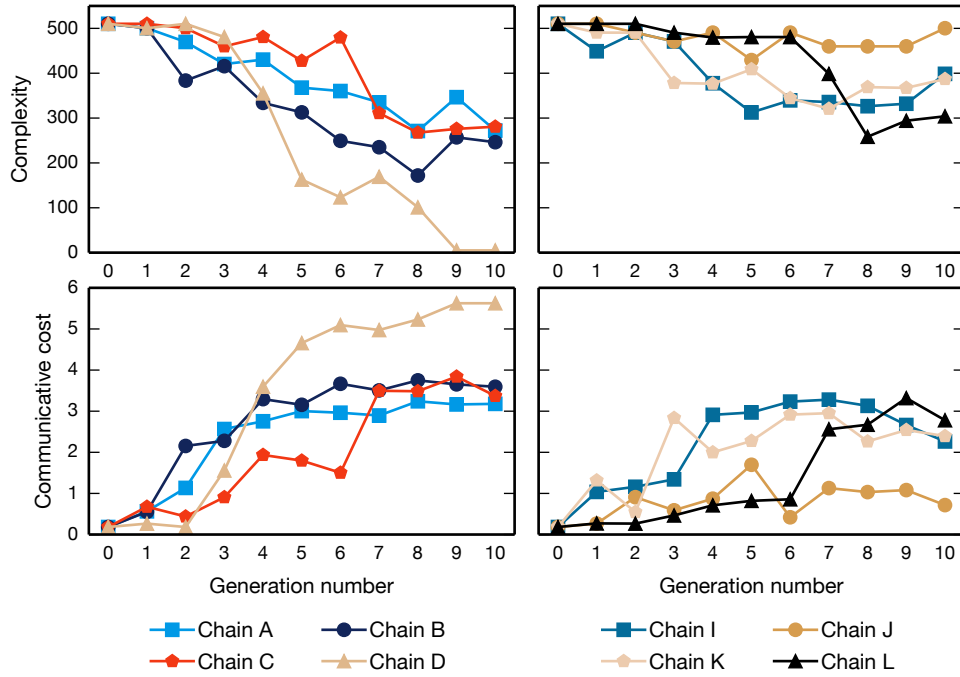 Complexity
500
400
300
200
100
0
0 1 2 3 4 5 6 7 8 9 10
0 1 2 3 4 5 6 7 8 9 10
Communicative cost
6
5
4
3
2
1
0
0 1 2 3 4 5 6 7 8 9 10
0 1 2 3 4 5 6 7 8 9 10
Generation number
Generation number
Chain A Chain B
Chain C Chain D
Chain I Chain J
Chain K Chain L